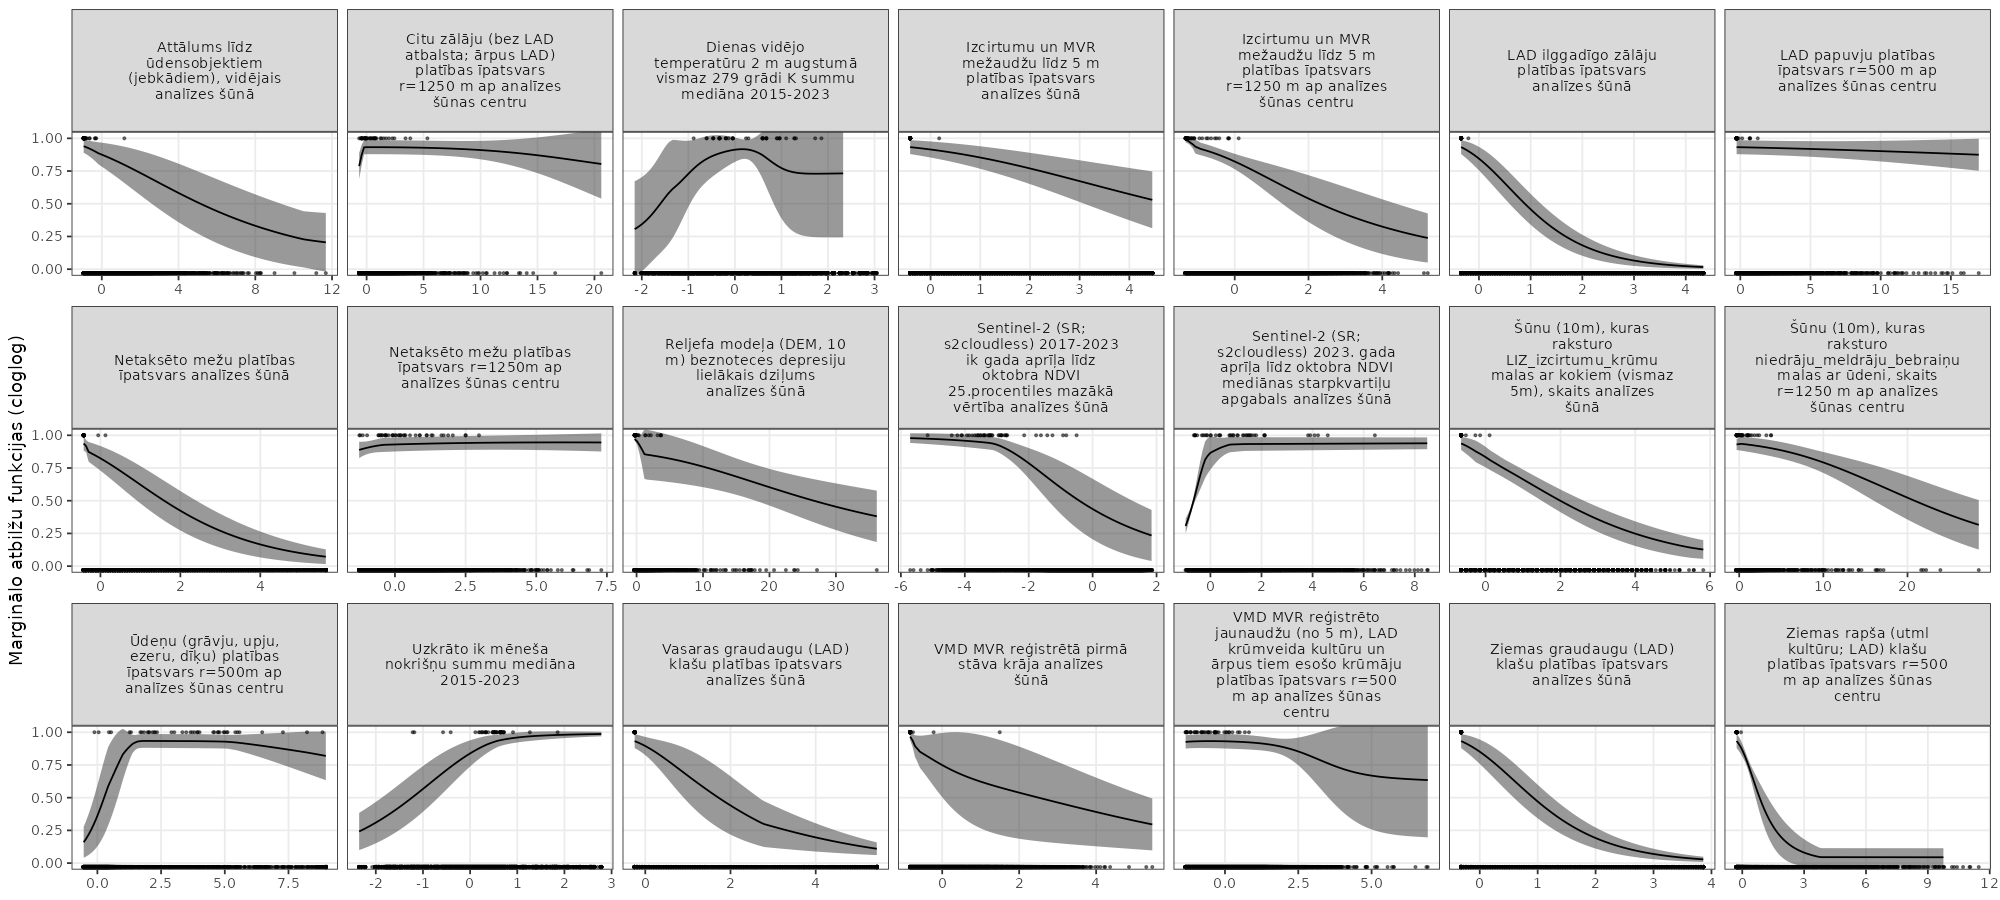 Attālums līdz
ūdensobjektiem
(jebkādiem), vidējais
analīzes šūnā
Citu zālāju (bez LAD
atbalsta; ārpus LAD)
platības īpatsvars
r=1250 m ap analīzes
šūnas centru
Dienas vidējo
temperatūru 2 m augstumā
vismaz 279 grādi K summu
mediāna 2015-2023
Izcirtumu un MVR
mežaudžu līdz 5 m
platības īpatsvars
analīzes šūnā
Izcirtumu un MVR
mežaudžu līdz 5 m
platības īpatsvars
r=1250 m ap analīzes
šūnas centru
LAD ilggadīgo zālāju
platības īpatsvars
analīzes šūnā
LAD papuvju platības
īpatsvars r=500 m ap
analīzes šūnas centru
1.00
0.75
0.50
0.25
0.00
0 4 8 12
0 5 10 15 20
-2 -1 0 1 2 3
0 1 2 3 4
0 2 4
0 1 2 3 4
0 5 10 15
Marginālo atbilžu funkcijas (cloglog)
Netaksēto mežu platības
īpatsvars analīzes šūnā
Netaksēto mežu platības
īpatsvars r=1250m ap
analīzes šūnas centru
Reljefa modeļa (DEM, 10
m) beznoteces depresiju
lielākais dziļums
analīzes šūnā
Sentinel-2 (SR;
s2cloudless) 2017-2023
ik gada aprīļa līdz
oktobra NDVI
25.procentiles mazākā
vērtība analīzes šūnā
Sentinel-2 (SR;
s2cloudless) 2023. gada
aprīļa līdz oktobra NDVI
mediānas starpkvartiļu
apgabals analīzes šūnā
Šūnu (10m), kuras
raksturo
LIZ_izcirtumu_krūmu
malas ar kokiem (vismaz
5m), skaits analīzes
šūnā
Šūnu (10m), kuras
raksturo
niedrāju_meldrāju_bebraiņu
malas ar ūdeni, skaits
r=1250 m ap analīzes
šūnas centru
1.00
0.75
0.50
0.25
0.00
0 2 4
0.0 2.5 5.0 7.5
0 10 20 30
-6 -4 -2 0 2
0 2 4 6 8
0 2 4 6
0 10 20
Ūdeņu (grāvju, upju,
ezeru, dīķu) platības
īpatsvars r=500m ap
analīzes šūnas centru
Uzkrāto ik mēneša
nokrišņu summu mediāna
2015-2023
Vasaras graudaugu (LAD)
klašu platības īpatsvars
analīzes šūnā
VMD MVR reģistrētā pirmā
stāva krāja analīzes
šūnā
VMD MVR reģistrēto
jaunaudžu (no 5 m), LAD
krūmveida kultūru un
ārpus tiem esošo krūmāju
platības īpatsvars r=500
m ap analīzes šūnas
centru
Ziemas graudaugu (LAD)
klašu platības īpatsvars
analīzes šūnā
Ziemas rapša (utml
kultūru; LAD) klašu
platības īpatsvars r=500
m ap analīzes šūnas
centru
1.00
0.75
0.50
0.25
0.00
0.0 2.5 5.0 7.5
-2 -1 0 1 2 3
0 2 4
0 2 4
0.0 2.5 5.0
0 1 2 3 4
0 3 6 9 12